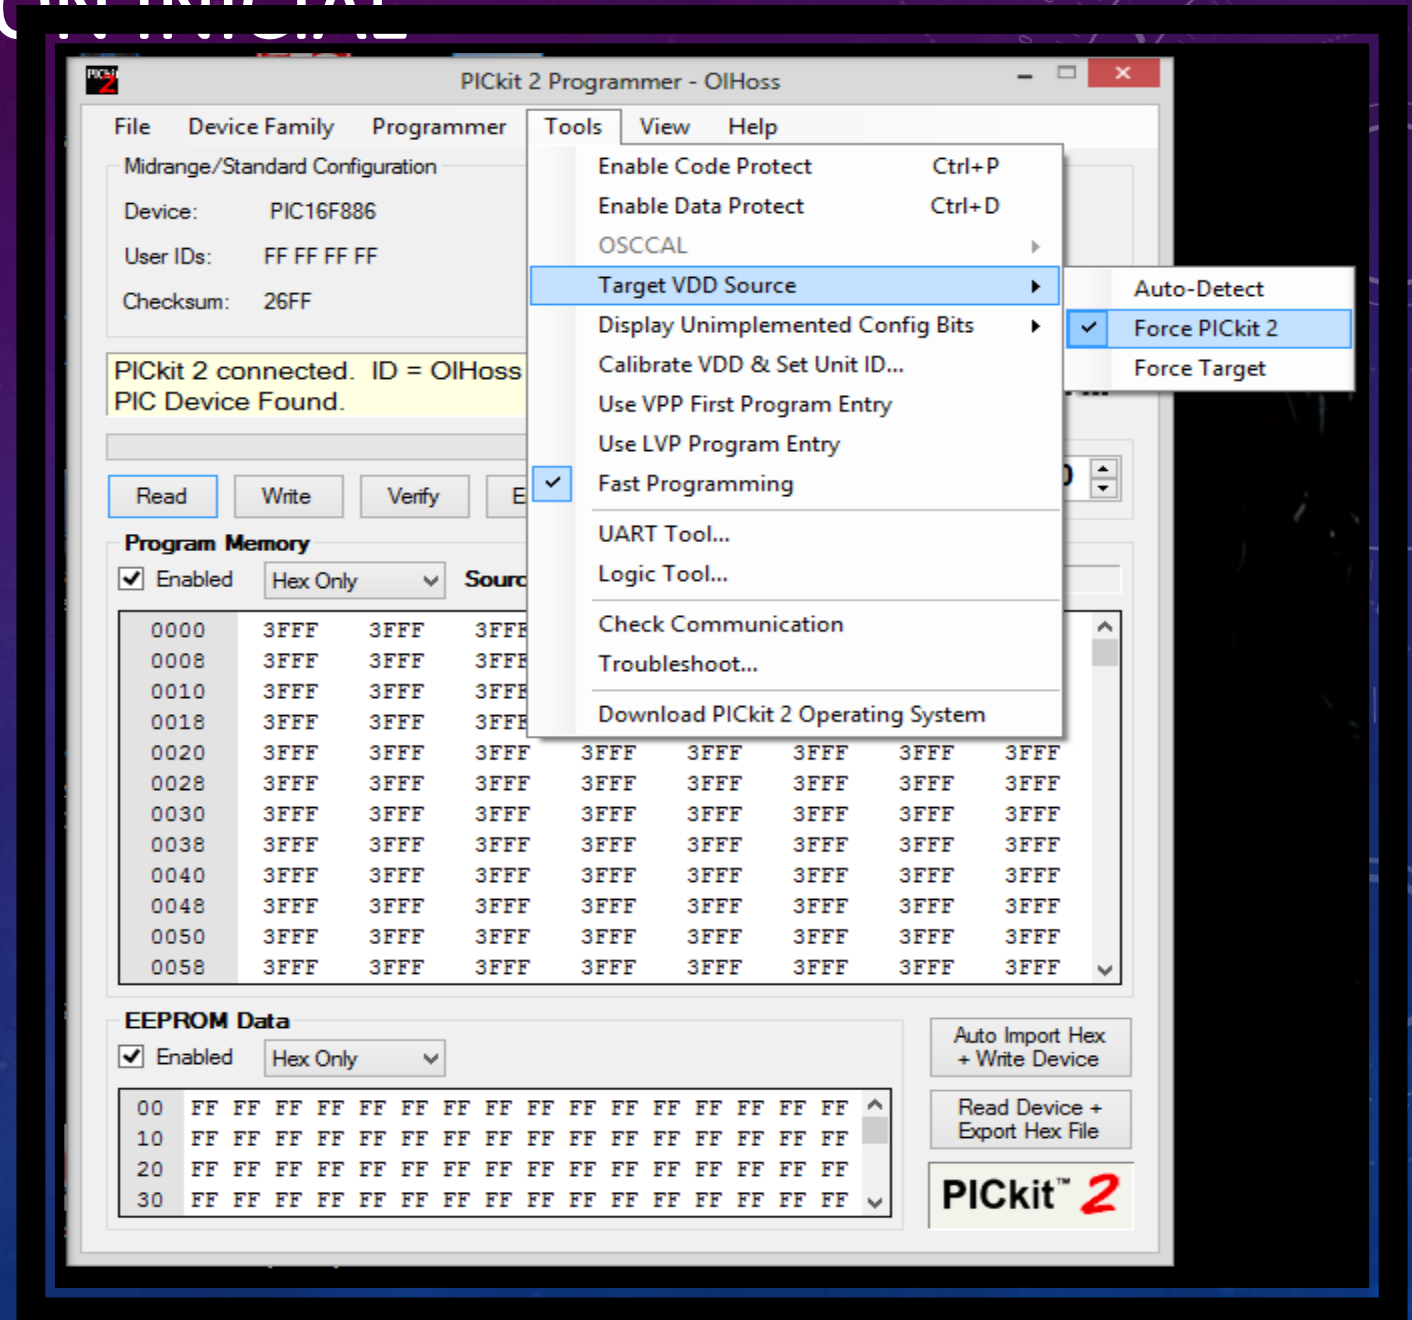 PICkit 2 Programmer - OIHoss
File Device Family Programmer Tools View Help
Midrange/Standard Configuration
Device: PIC16F886
User IDs: FF FF FF FF
Checksum: 26FF
Enable Code Protect Ctrl+P
Enable Data Protect Ctrl+D
OSCCAL
Target VDD Source
Display Unimplemented Config Bits
Calibrate VDD & Set Unit ID...
Use VPP First Program Entry
Use LVP Program Entry
Fast Programming
UART Tool...
Logic Tool...
Check Communication
Troubleshoot...
Download PICkit 2 Operating System
Auto-Detect
Force PICkit 2
Force Target
PICkit 2 connected. ID = OIHoss
PIC Device Found.
Read Write Verify
Program Memory
Enabled Hex Only
0000 3FFF 3FFF
0008 3FFF 3FFF
0010 3FFF 3FFF
0018 3FFF 3FFF
0020 3FFF 3FFF 3FFF 3FFF 3FFF 3FFF 3FFF 3FFF
0028 3FFF 3FFF 3FFF 3FFF 3FFF 3FFF 3FFF 3FFF
0030 3FFF 3FFF 3FFF 3FFF 3FFF 3FFF 3FFF 3FFF
0038 3FFF 3FFF 3FFF 3FFF 3FFF 3FFF 3FFF 3FFF
0040 3FFF 3FFF 3FFF 3FFF 3FFF 3FFF 3FFF 3FFF
0048 3FFF 3FFF 3FFF 3FFF 3FFF 3FFF 3FFF 3FFF
0050 3FFF 3FFF 3FFF 3FFF 3FFF 3FFF 3FFF 3FFF
0058 3FFF 3FFF 3FFF 3FFF 3FFF 3FFF 3FFF 3FFF
EEPROM Data
Enabled Hex Only
00 FF FF FF FF FF FF FF FF FF FF FF FF FF FF FF FF
10 FF FF FF FF FF FF FF FF FF FF FF FF FF FF FF FF
20 FF FF FF FF FF FF FF FF FF FF FF FF FF FF FF FF
30 FF FF FF FF FF FF FF FF FF FF FF FF FF FF FF FF
Auto Import Hex
+ Write Device
Read Device +
Export Hex File
PICkit™ 2